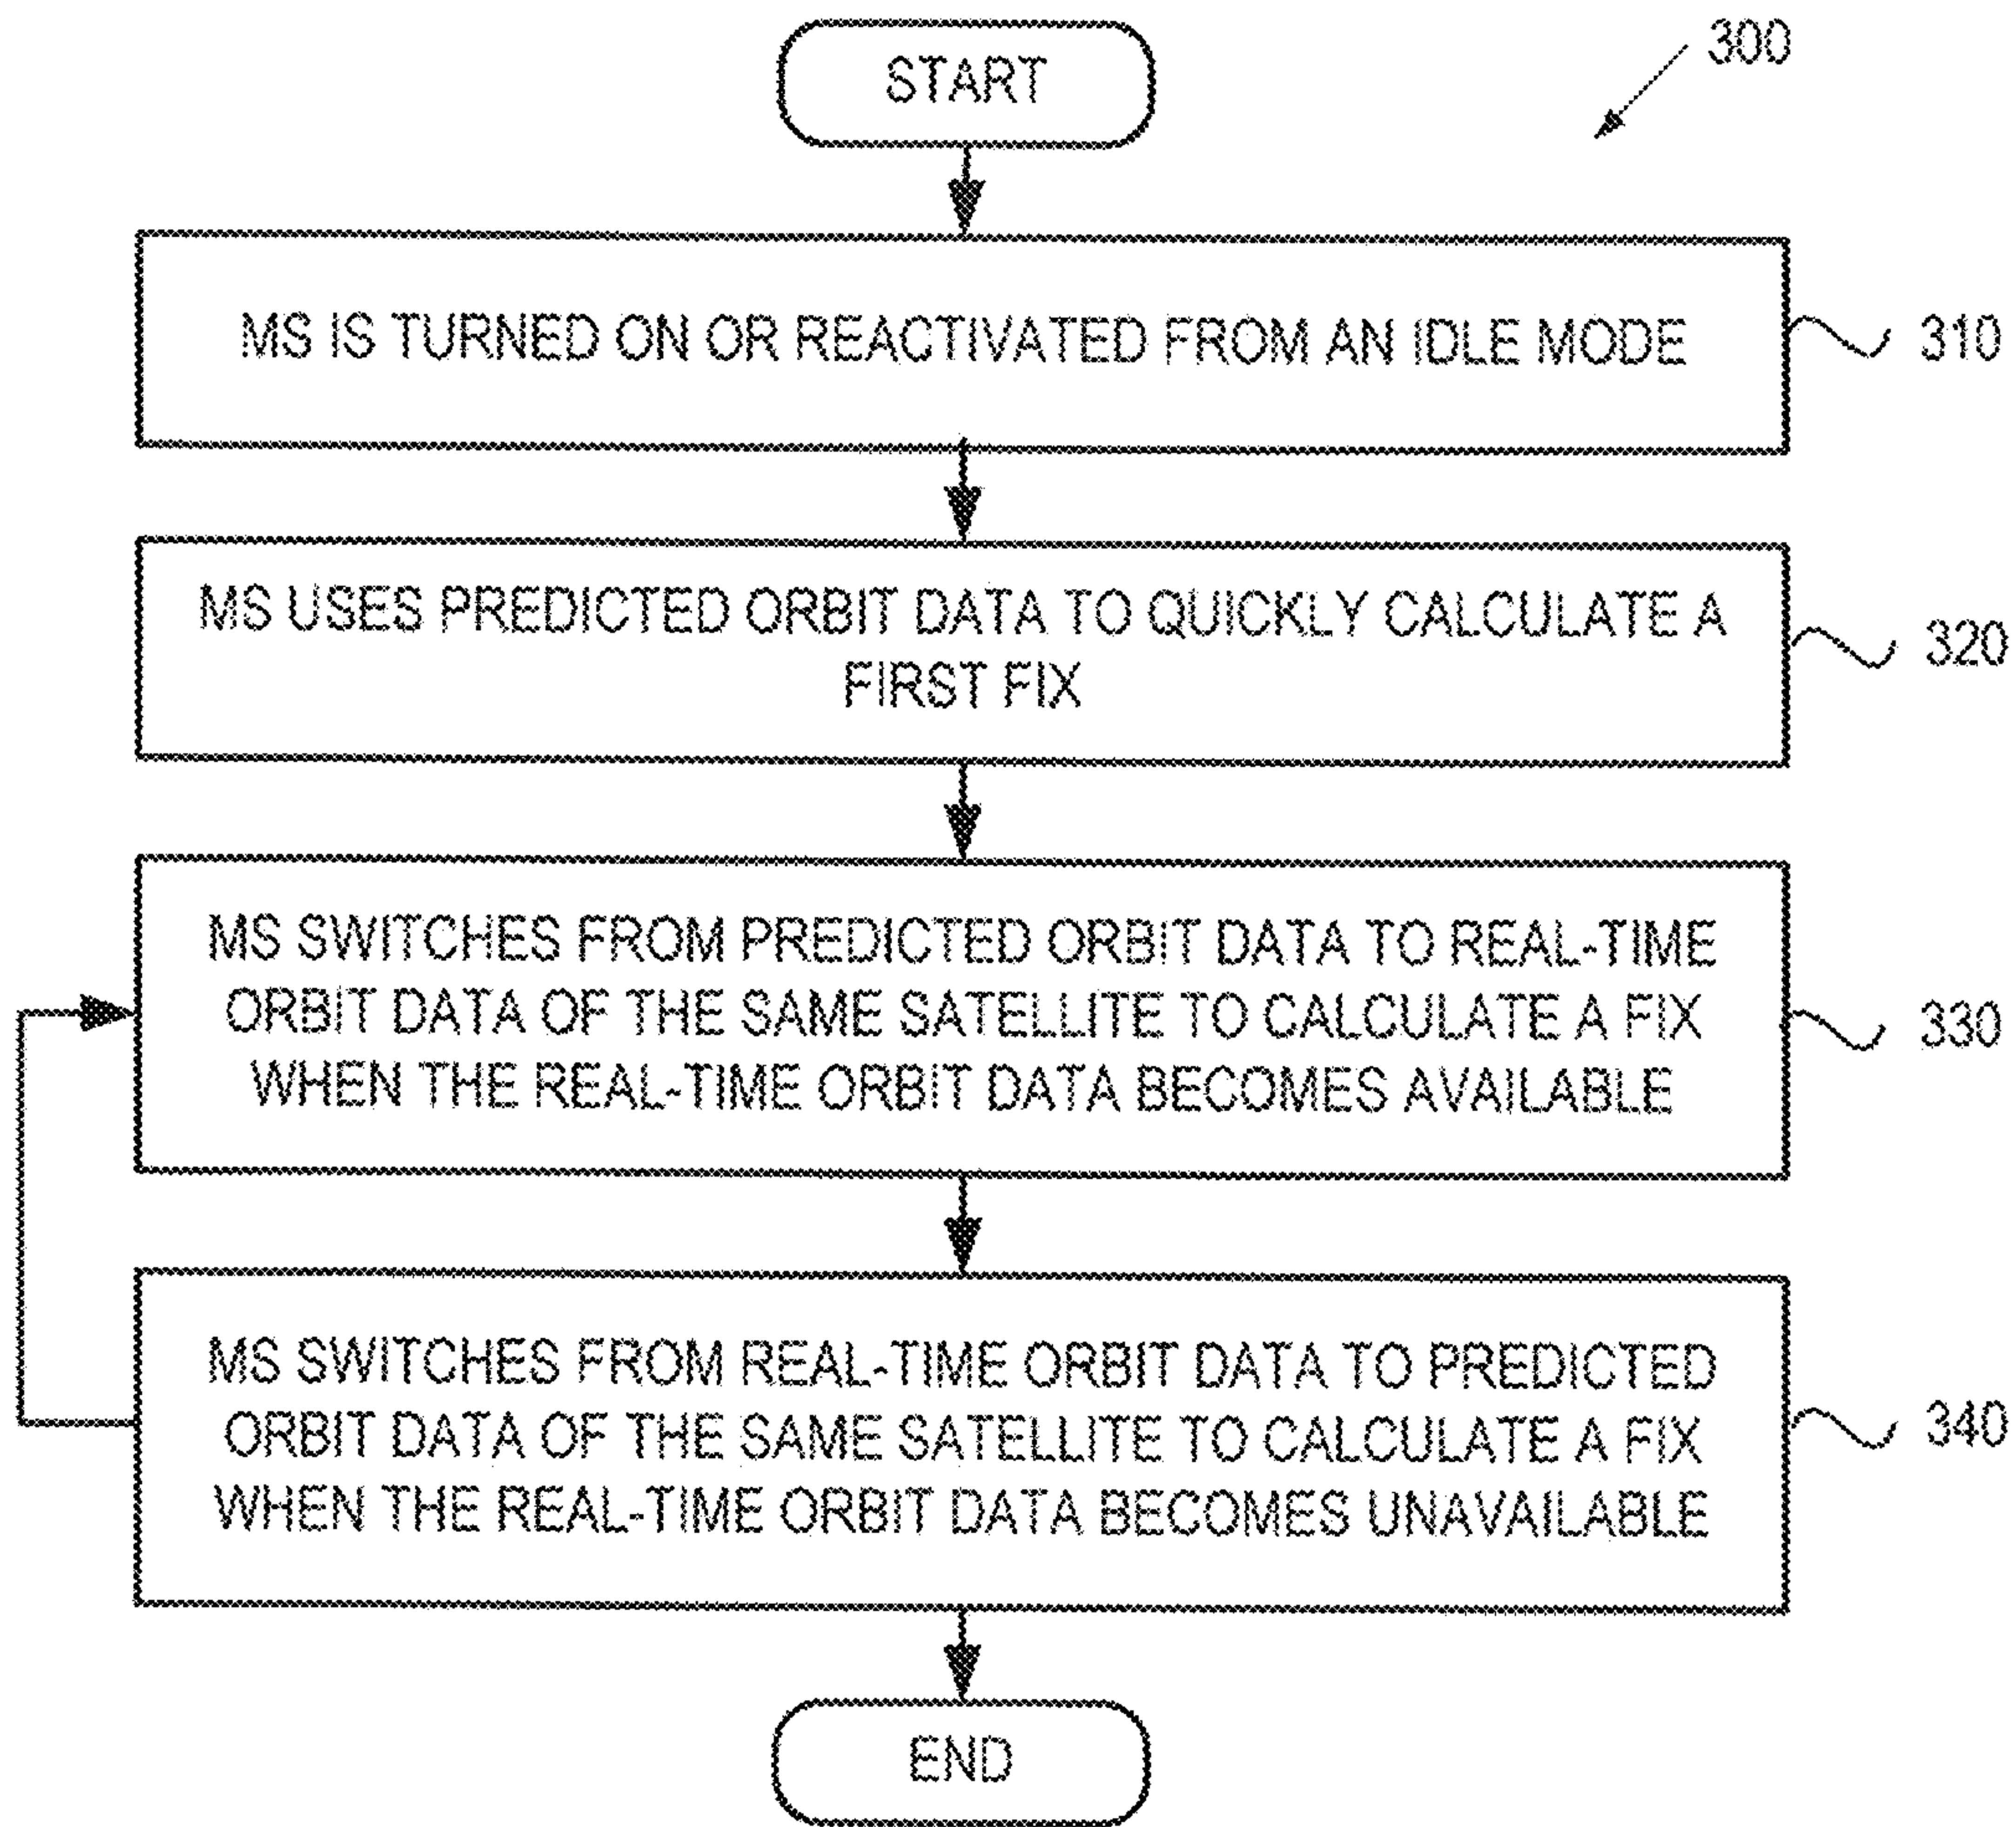 START
300
MS IS TURNED ON OR REACTIVATED FROM AN IDLE MODE
310
MS USES PREDICTED ORBIT DATA TO QUICKLY CALCULATE A
FIRST FIX
320
MS SWITCHES FROM PREDICTED ORBIT DATA TO REAL-TIME
ORBIT DATA OF THE SAME SATELLITE TO CALCULATE A FIX
WHEN THE REAL-TIME ORBIT DATA BECOMES AVAILABLE
330
MS SWITCHES FROM REAL-TIME ORBIT DATA TO PREDICTED
ORBIT DATA OF THE SAME SATELLITE TO CALCULATE A FIX
WHEN THE REAL-TIME ORBIT DATA BECOMES UNAVAILABLE
340
END